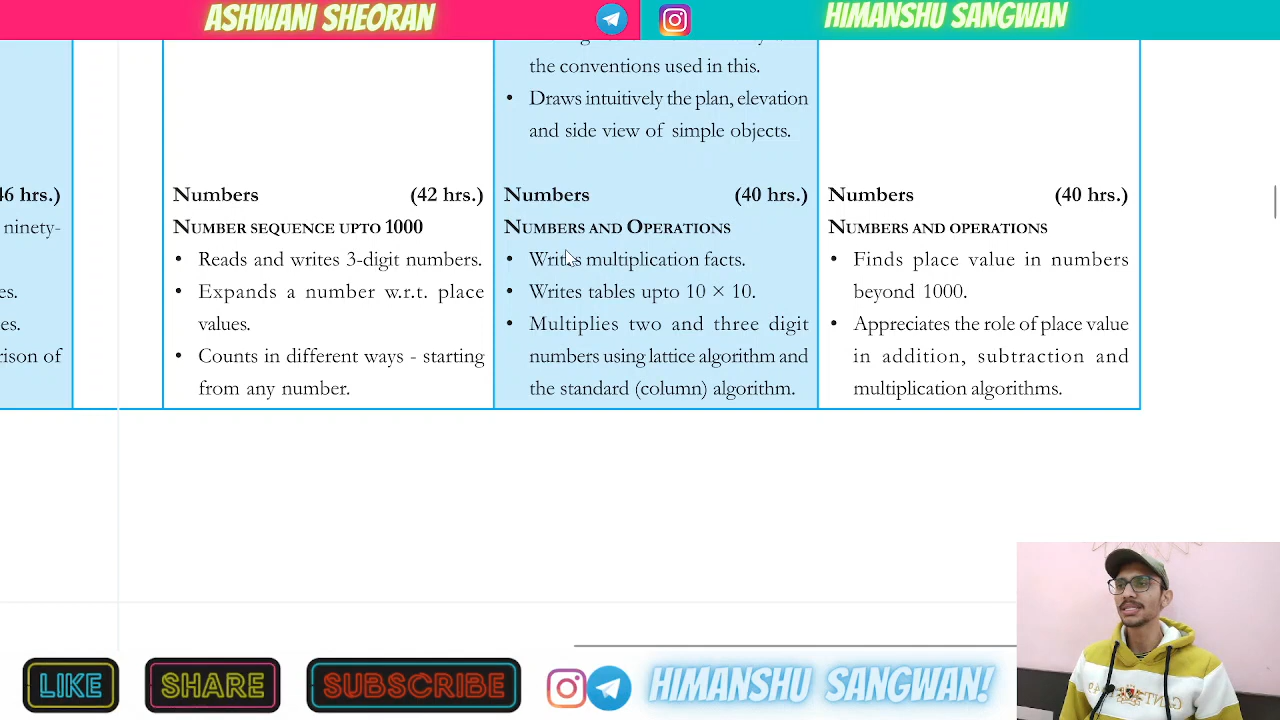 ASHWANI SHEORAN
HIMANSHU SANGWAN
the conventions used in this.
• Draws intuitively the plan, elevation
and side view of simple objects.
46 hrs.)
ninety-
es.
es.
rison of
Numbers (42 hrs.)
NUMBER SEQUENCE UPTO 1000
• Reads and writes 3-digit numbers.
• Expands a number w.r.t. place
values.
• Counts in different ways - starting
from any number.
Numbers (40 hrs.)
NUMBERS AND OPERATIONS
• Writes multiplication facts.
• Writes tables upto 10 × 10.
• Multiplies two and three digit
numbers using lattice algorithm and
the standard (column) algorithm.
Numbers (40 hrs.)
NUMBERS AND OPERATIONS
• Finds place value in numbers
beyond 1000.
• Appreciates the role of place value
in addition, subtraction and
multiplication algorithms.
LIKE
SHARE
SUBSCRIBE
HIMANSHU SANGWAN!